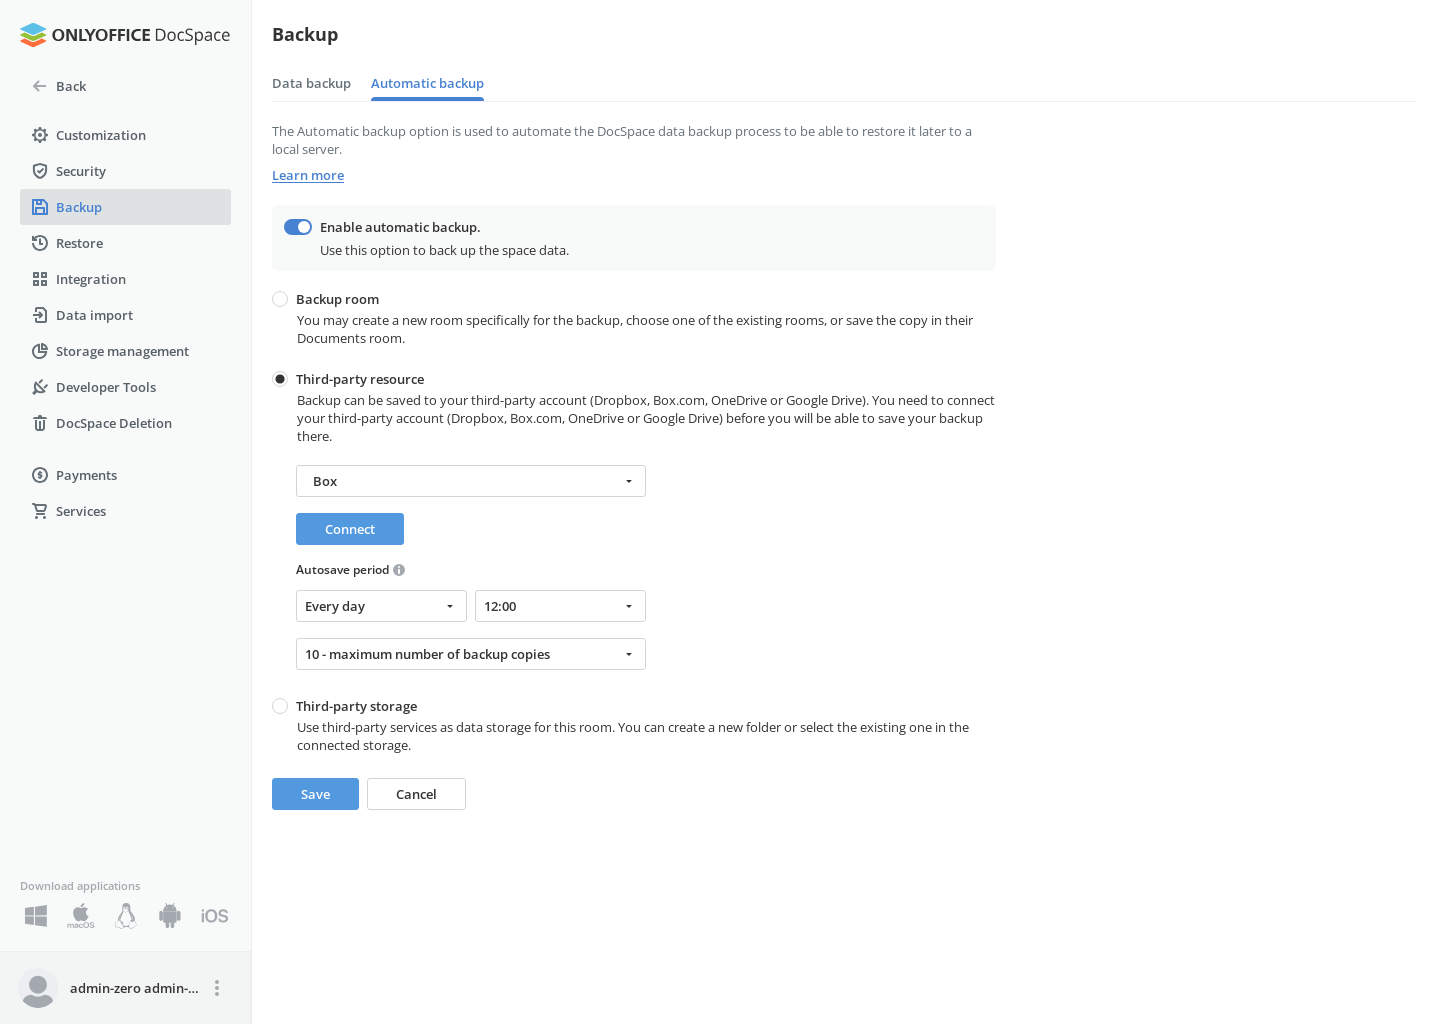 ONLYOFFICE DocSpace
Back
Customization
Security
Backup
Restore
Integration
Data import
Storage management
Developer Tools
DocSpace Deletion
Payments
Services
Download applications
macOS
iOS
admin-zero admin-...
Backup
Data backup
Automatic backup
The Automatic backup option is used to automate the DocSpace data backup process to be able to restore it later to a
local server.
Learn more
Enable automatic backup.
Use this option to back up the space data.
Backup room
You may create a new room specifically for the backup, choose one of the existing rooms, or save the copy in their
Documents room.
Third-party resource
Backup can be saved to your third-party account (Dropbox, Box.com, OneDrive or Google Drive). You need to connect
your third-party account (Dropbox, Box.com, OneDrive or Google Drive) before you will be able to save your backup
there.
Box
Connect
Autosave period
Every day
12:00
10 - maximum number of backup copies
Third-party storage
Use third-party services as data storage for this room. You can create a new folder or select the existing one in the
connected storage.
Save
Cancel